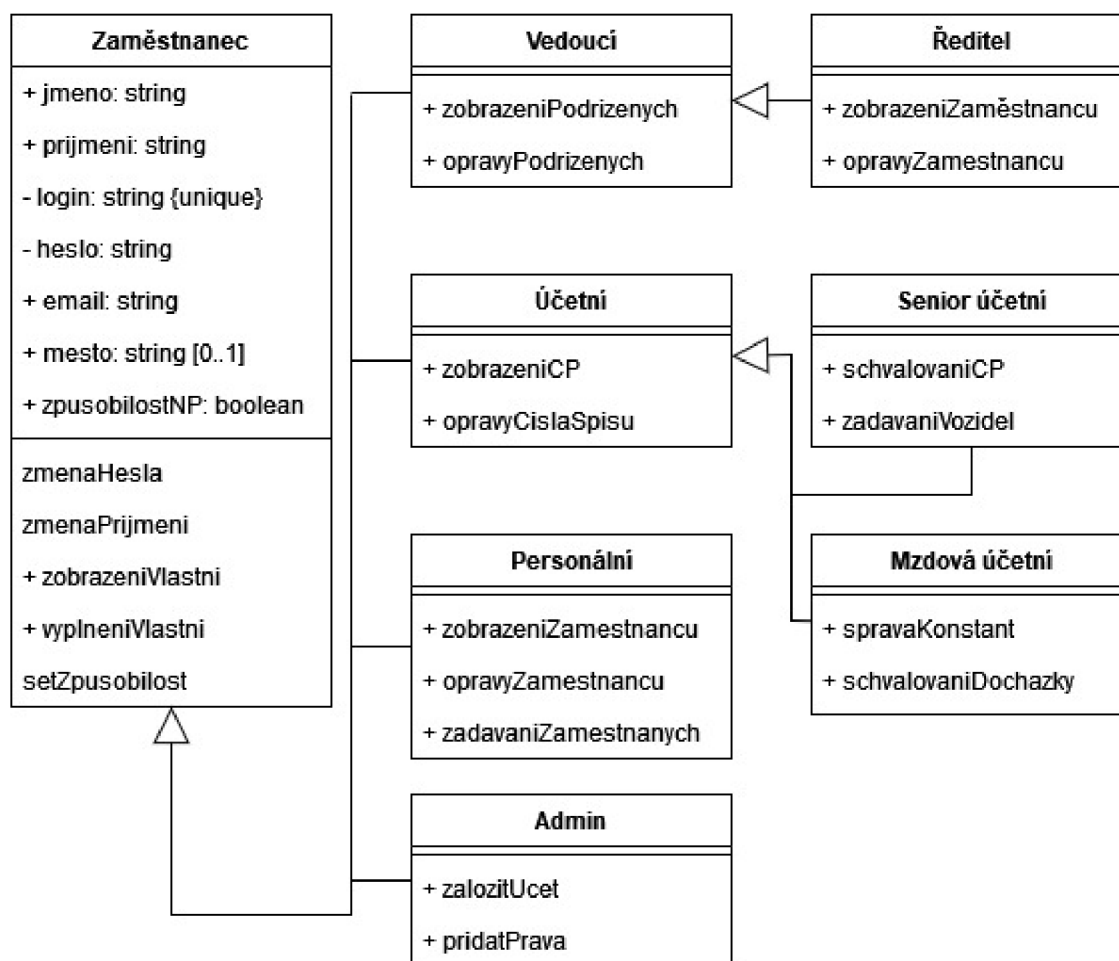 Zaměstnanec
+ jmeno: string
+ prijmeni: string
- login: string {unique}
- heslo: string
+ email: string
+ mesto: string [0..1]
+ zpusobilostNP: boolean
zmenaHesla
zmenaPrijmeni
+ zobrazeniVlastni
+ vyplneniVlastni
setZpusobilost
Vedoucí
+ zobrazeniPodrizenych
+ opravyPodrizenych
Ředitel
+ zobrazeniZaměstnancu
+ opravyZamestnancu
Účetní
+ zobrazeniCP
+ opravyCislaSpisu
Senior účetní
+ schvalovaniCP
+ zadavaniVozidel
Personální
+ zobrazeniZamestnancu
+ opravyZamestnancu
+ zadavaniZamestnanych
Mzdová účetní
+ spravaKonstant
+ schvalovaniDochazky
Admin
+ zalozitUcet
+ pridatPrava